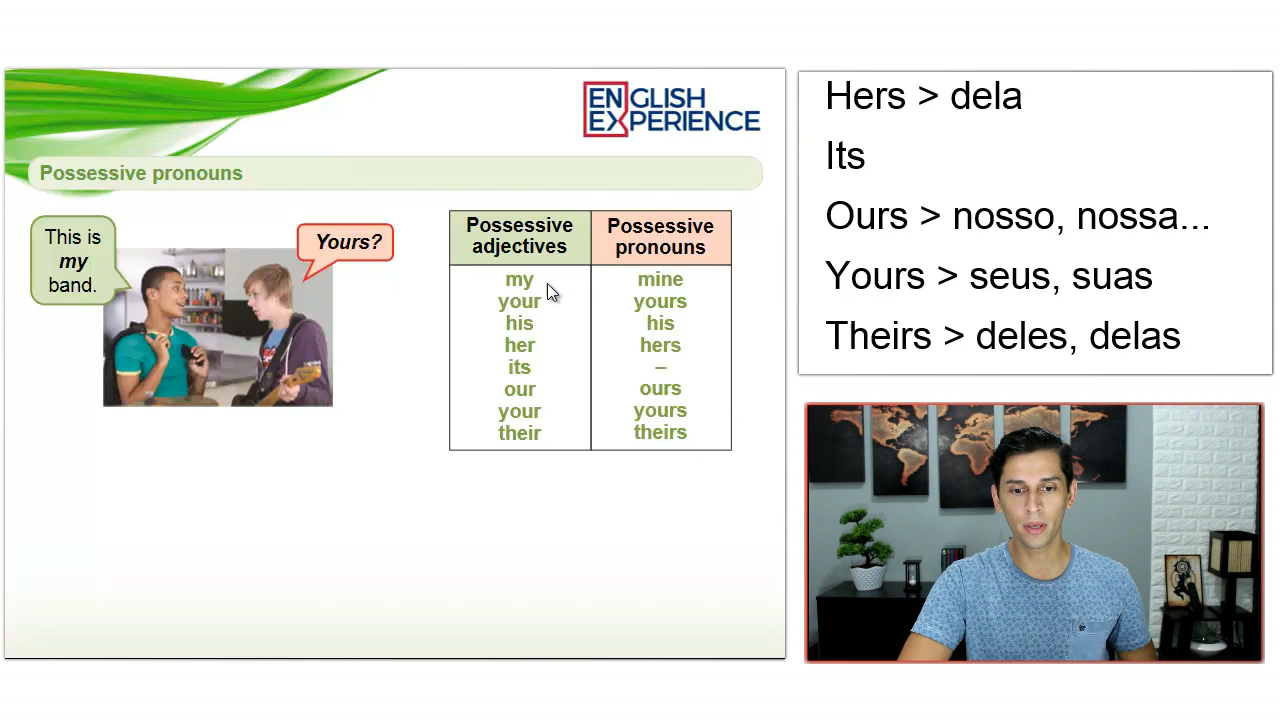 ENGLISH
EXPERIENCE
Possessive pronouns
This is
my
band.
Yours?
Possessive adjectives
Possessive pronouns
my mine
your yours
his his
her hers
its –
our ours
your yours
their theirs
Hers > dela
Its
Ours > nosso, nossa...
Yours > seus, suas
Theirs > deles, delas